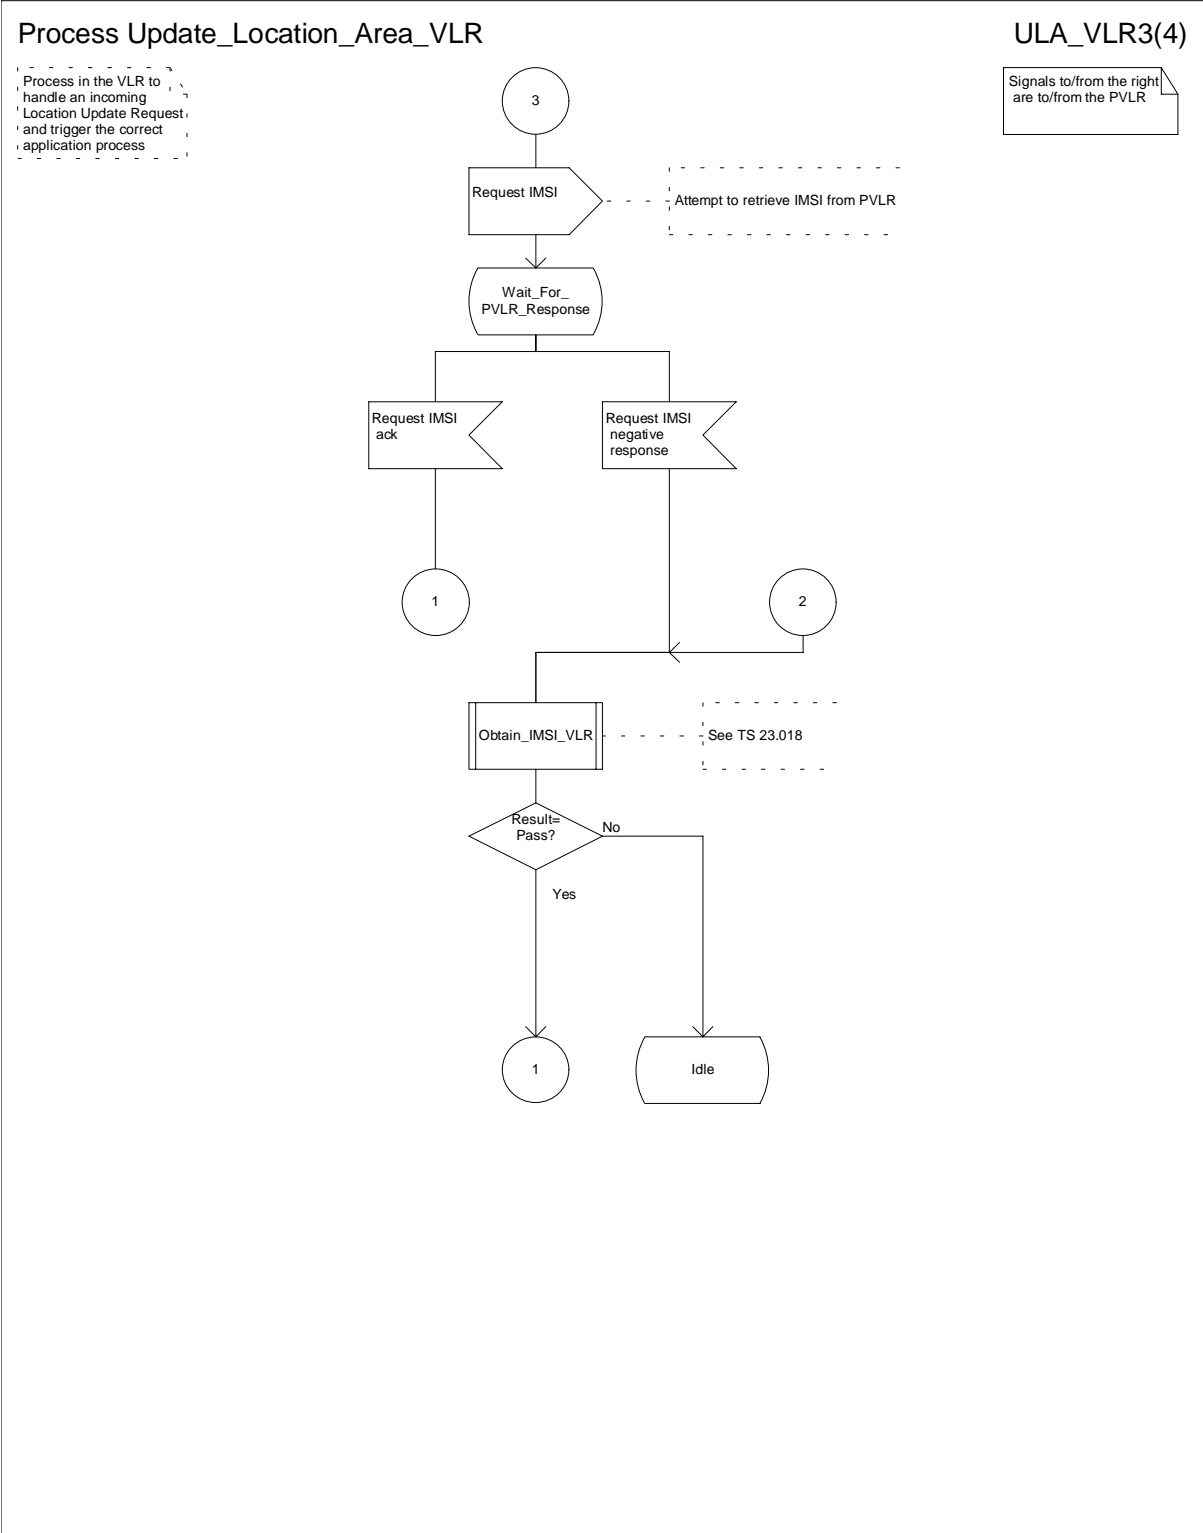 Process Update_Location_Area_VLR
ULA_VLR3(4)
Process in the VLR to
handle an incoming
Location Update Request
and trigger the correct
application process
Signals to/from the right
are to/from the PVLR
3
Request IMSI
Attempt to retrieve IMSI from PVLR
Wait_For_
PVLR_Response
Request IMSI
ack
Request IMSI
negative
response
1
2
Obtain_IMSI_VLR
See TS 23.018
Result=
Pass?
No
Yes
1
Idle